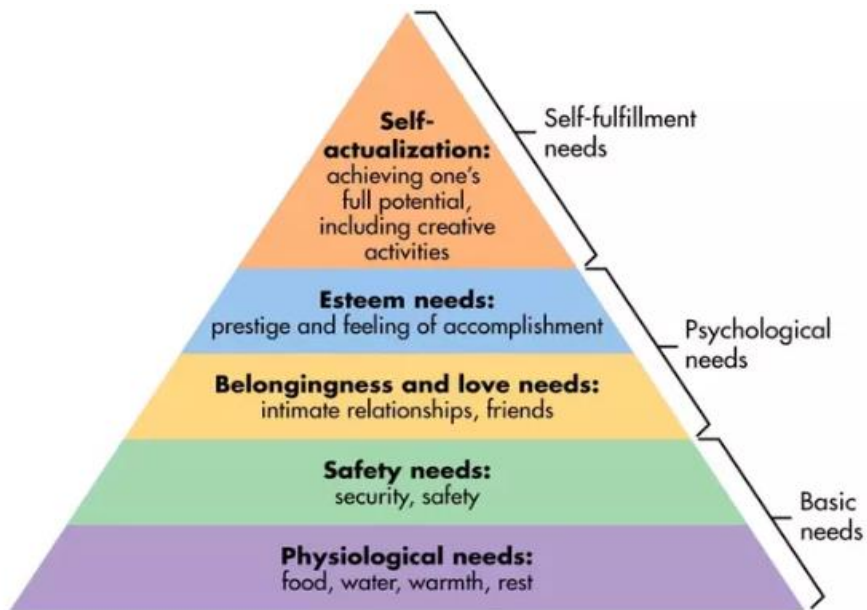 Self-
actualization:
achieving one's
full potential,
including creative
activities
Self-fulfillment
needs
Esteem needs:
prestige and feeling of accomplishment
Psychological
needs
Belongingness and love needs:
intimate relationships, friends
Safety needs:
security, safety
Basic
needs
Physiological needs:
food, water, warmth, rest